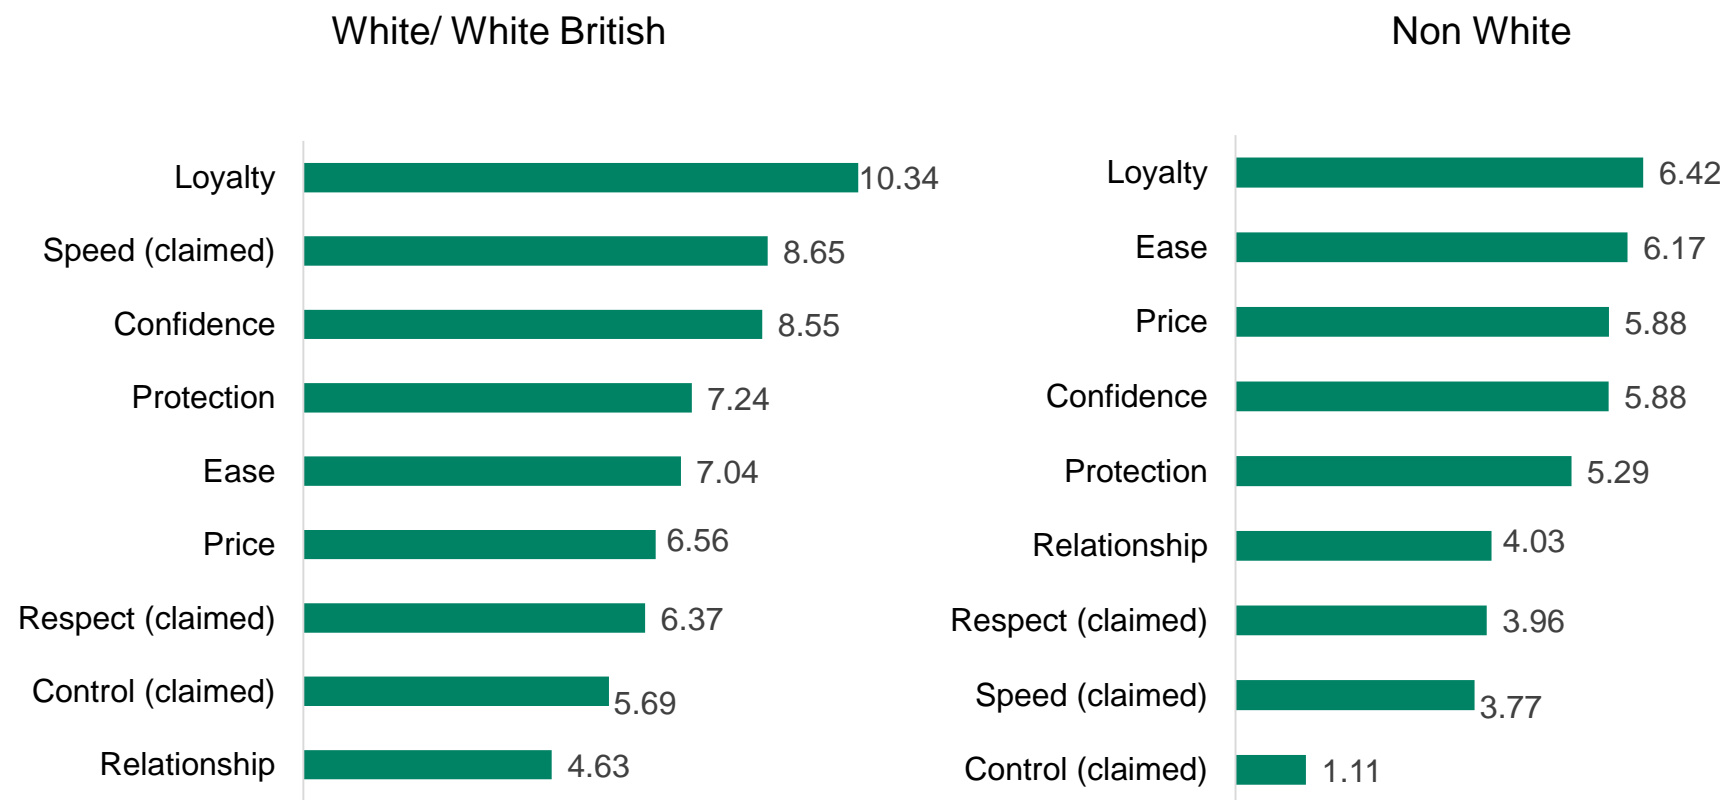 White/ White British
Loyalty 10.34
Speed (claimed) 8.65
Confidence 8.55
Protection 7.24
Ease 7.04
Price 6.56
Respect (claimed) 6.37
Control (claimed) 5.69
Relationship 4.63
Non White
Loyalty 6.42
Ease 6.17
Price 5.88
Confidence 5.88
Protection 5.29
Relationship 4.03
Respect (claimed) 3.96
Speed (claimed) 3.77
Control (claimed) 1.11